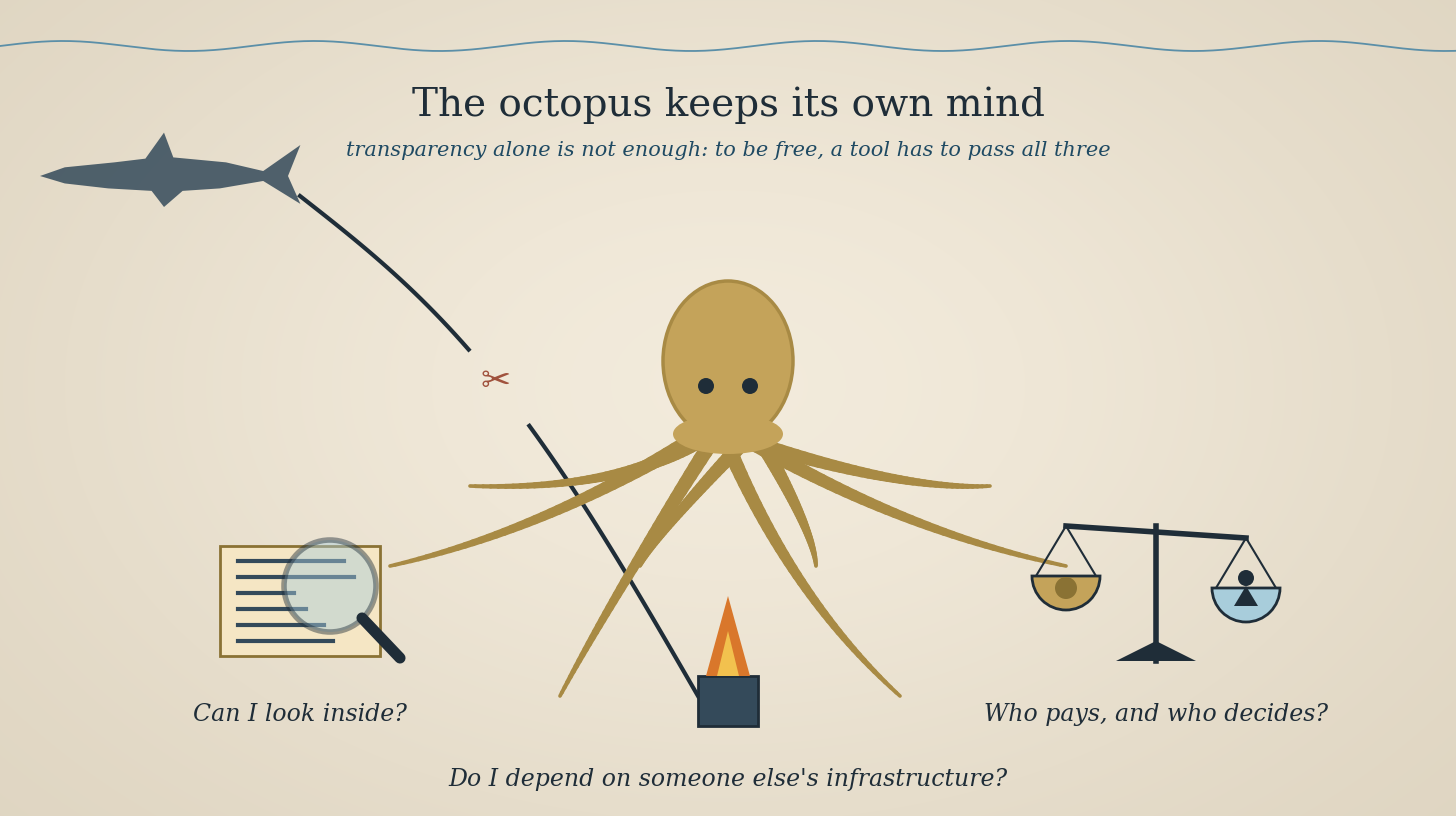 The octopus keeps its own mind
transparency alone is not enough: to be free, a tool has to pass all three
Can I look inside?
Who pays, and who decides?
Do I depend on someone else's infrastructure?